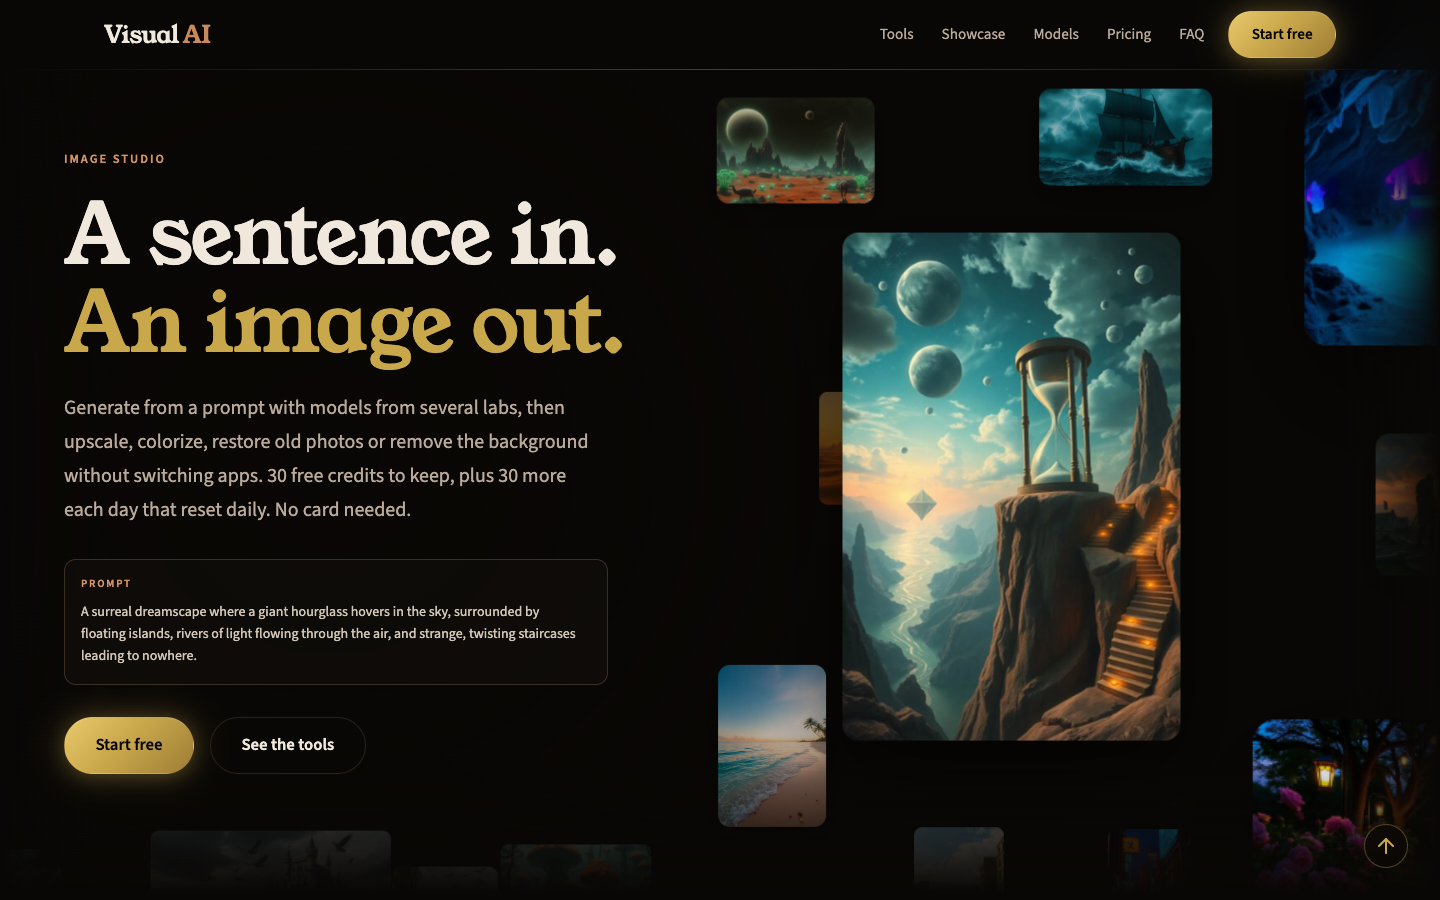 Visual AI
Tools
Showcase
Models
Pricing
FAQ
Start free
IMAGE STUDIO
A sentence in.
An image out.
Generate from a prompt with models from several labs, then
upscale, colorize, restore old photos or remove the background
without switching apps. 30 free credits to keep, plus 30 more
each day that reset daily. No card needed.
PROMPT
A surreal dreamscape where a giant hourglass hovers in the sky, surrounded by
floating islands, rivers of light flowing through the air, and strange, twisting staircases
leading to nowhere.
Start free
See the tools